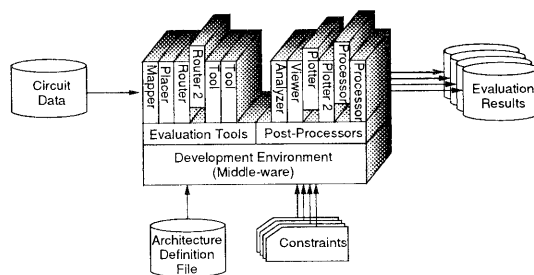 Circuit
Data
Mapper
Placer
Router
Router 2
Tool
Tool
Analyzer
Viewer
Plotter
Plotter 2
Processor
Processor
Evaluation
Results
Evaluation Tools
Post-Processors
Development Environment
(Middle-ware)
Architecture
Definition
File
Constraints